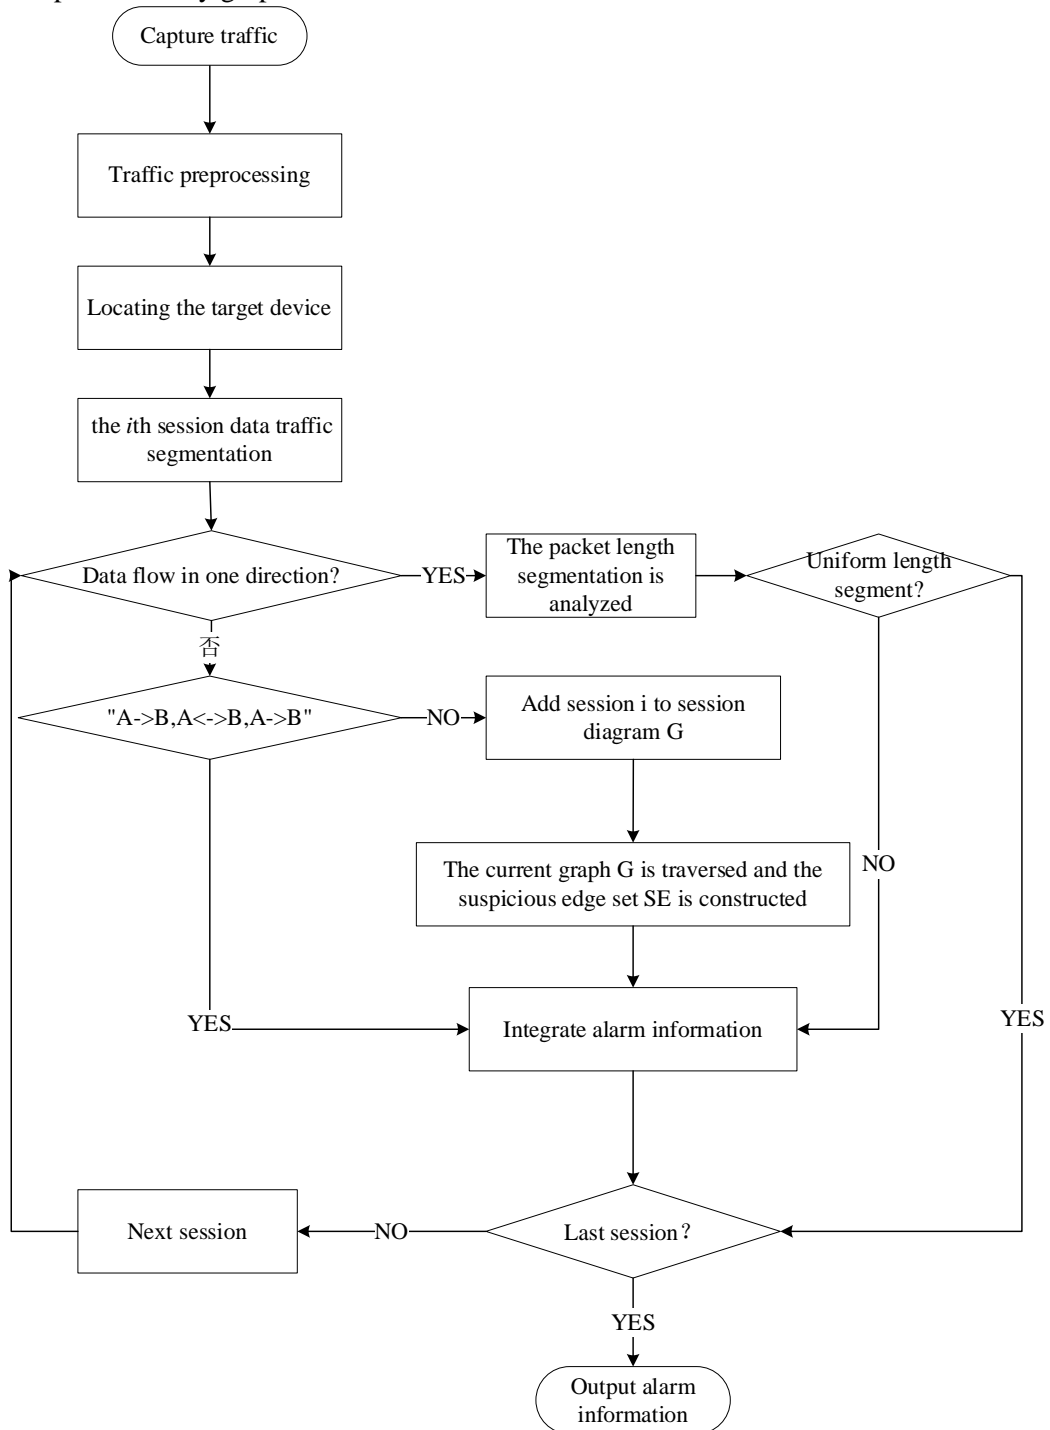 Capture traffic
Traffic preprocessing
Locating the target device
the ith session data traffic
segmentation
Data flow in one direction?
YES
The packet length
segmentation is
analyzed
Uniform length
segment?
否
"A->B,A<->B,A->B"
NO
Add session i to session
diagram G
The current graph G is traversed and the
suspicious edge set SE is constructed
NO
YES
Integrate alarm information
YES
Next session
NO
Last session？
YES
Output alarm
information